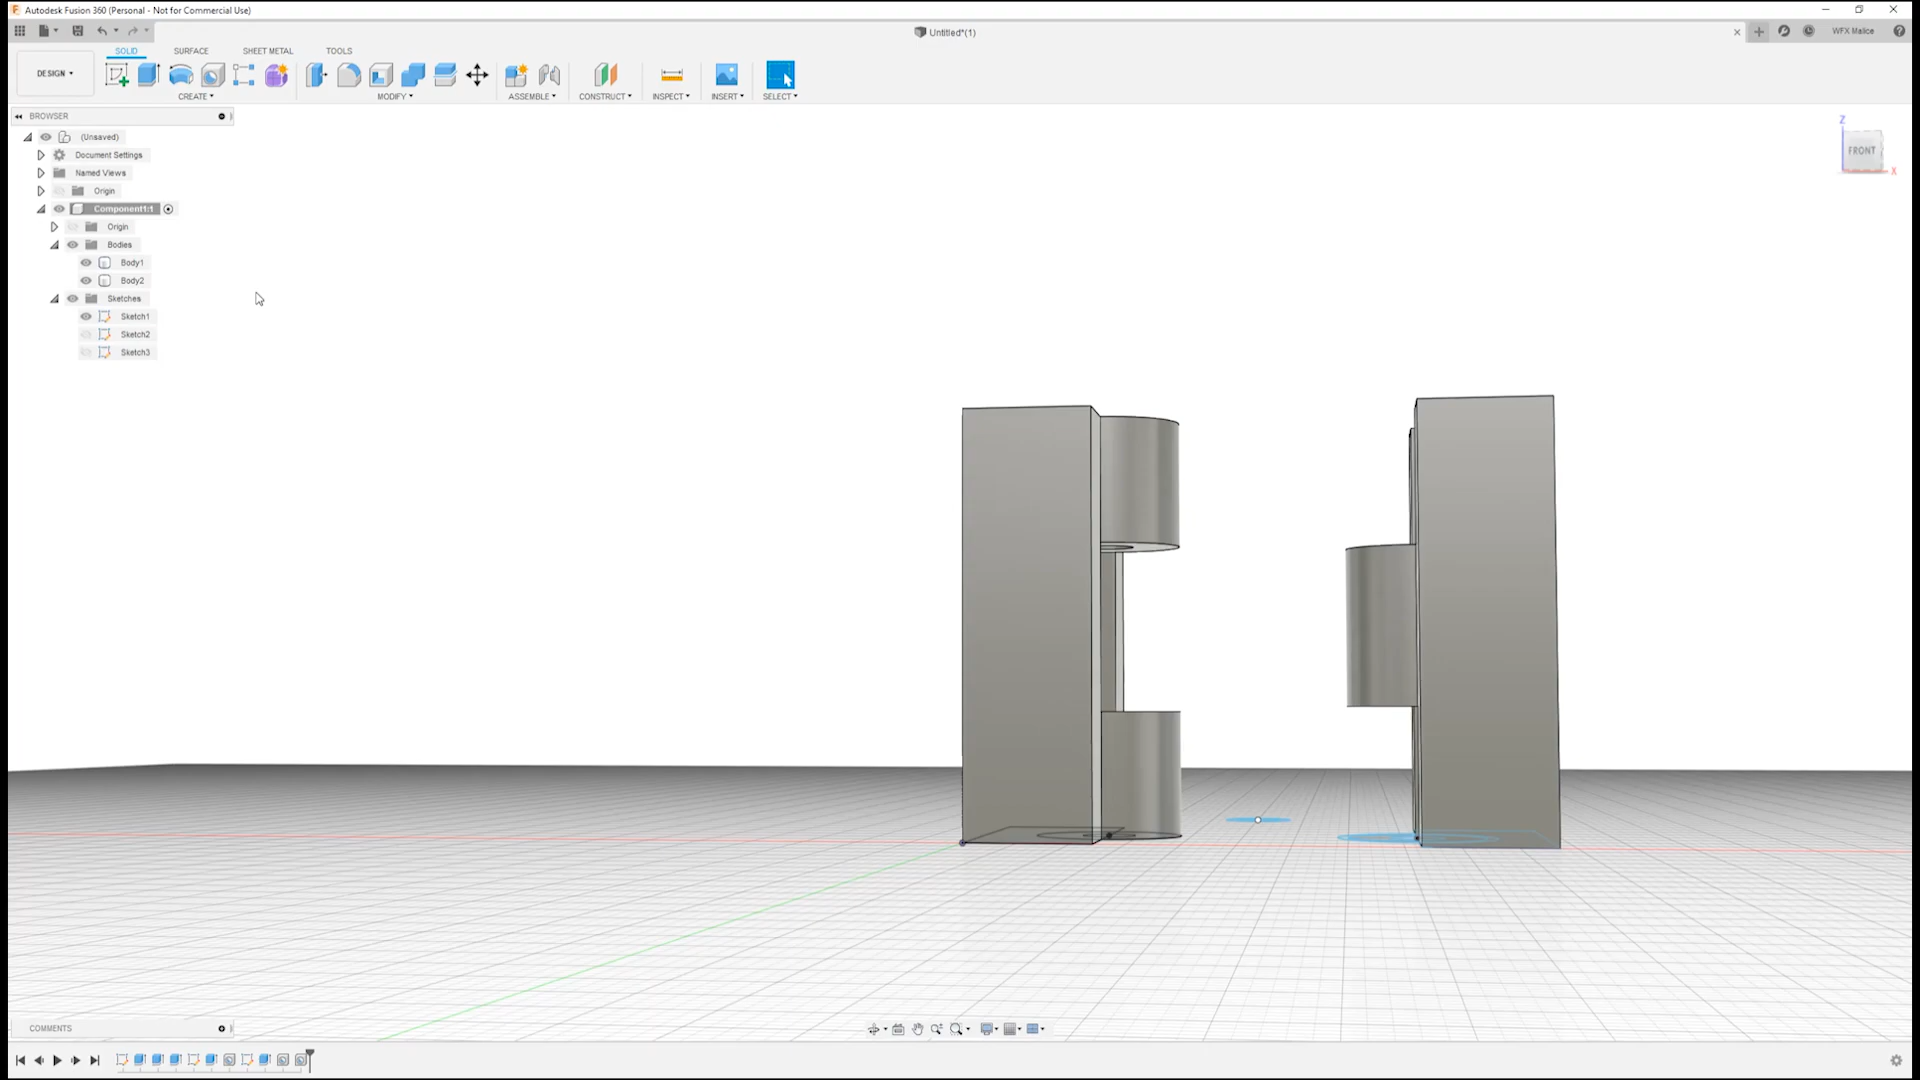 Autodesk Fusion 360 (Personal - Not for Commercial Use)
Untitled*(1)
WFX Malice
SOLID SURFACE SHEET METAL TOOLS
DESIGN
CREATE MODIFY ASSEMBLE CONSTRUCT INSPECT INSERT SELECT
BROWSER
(Unsaved)
Document Settings
Named Views
Origin
Component1:1
Origin
Bodies
Body1
Body2
Sketches
Sketch1
Sketch2
Sketch3
Z
FRONT
X
COMMENTS